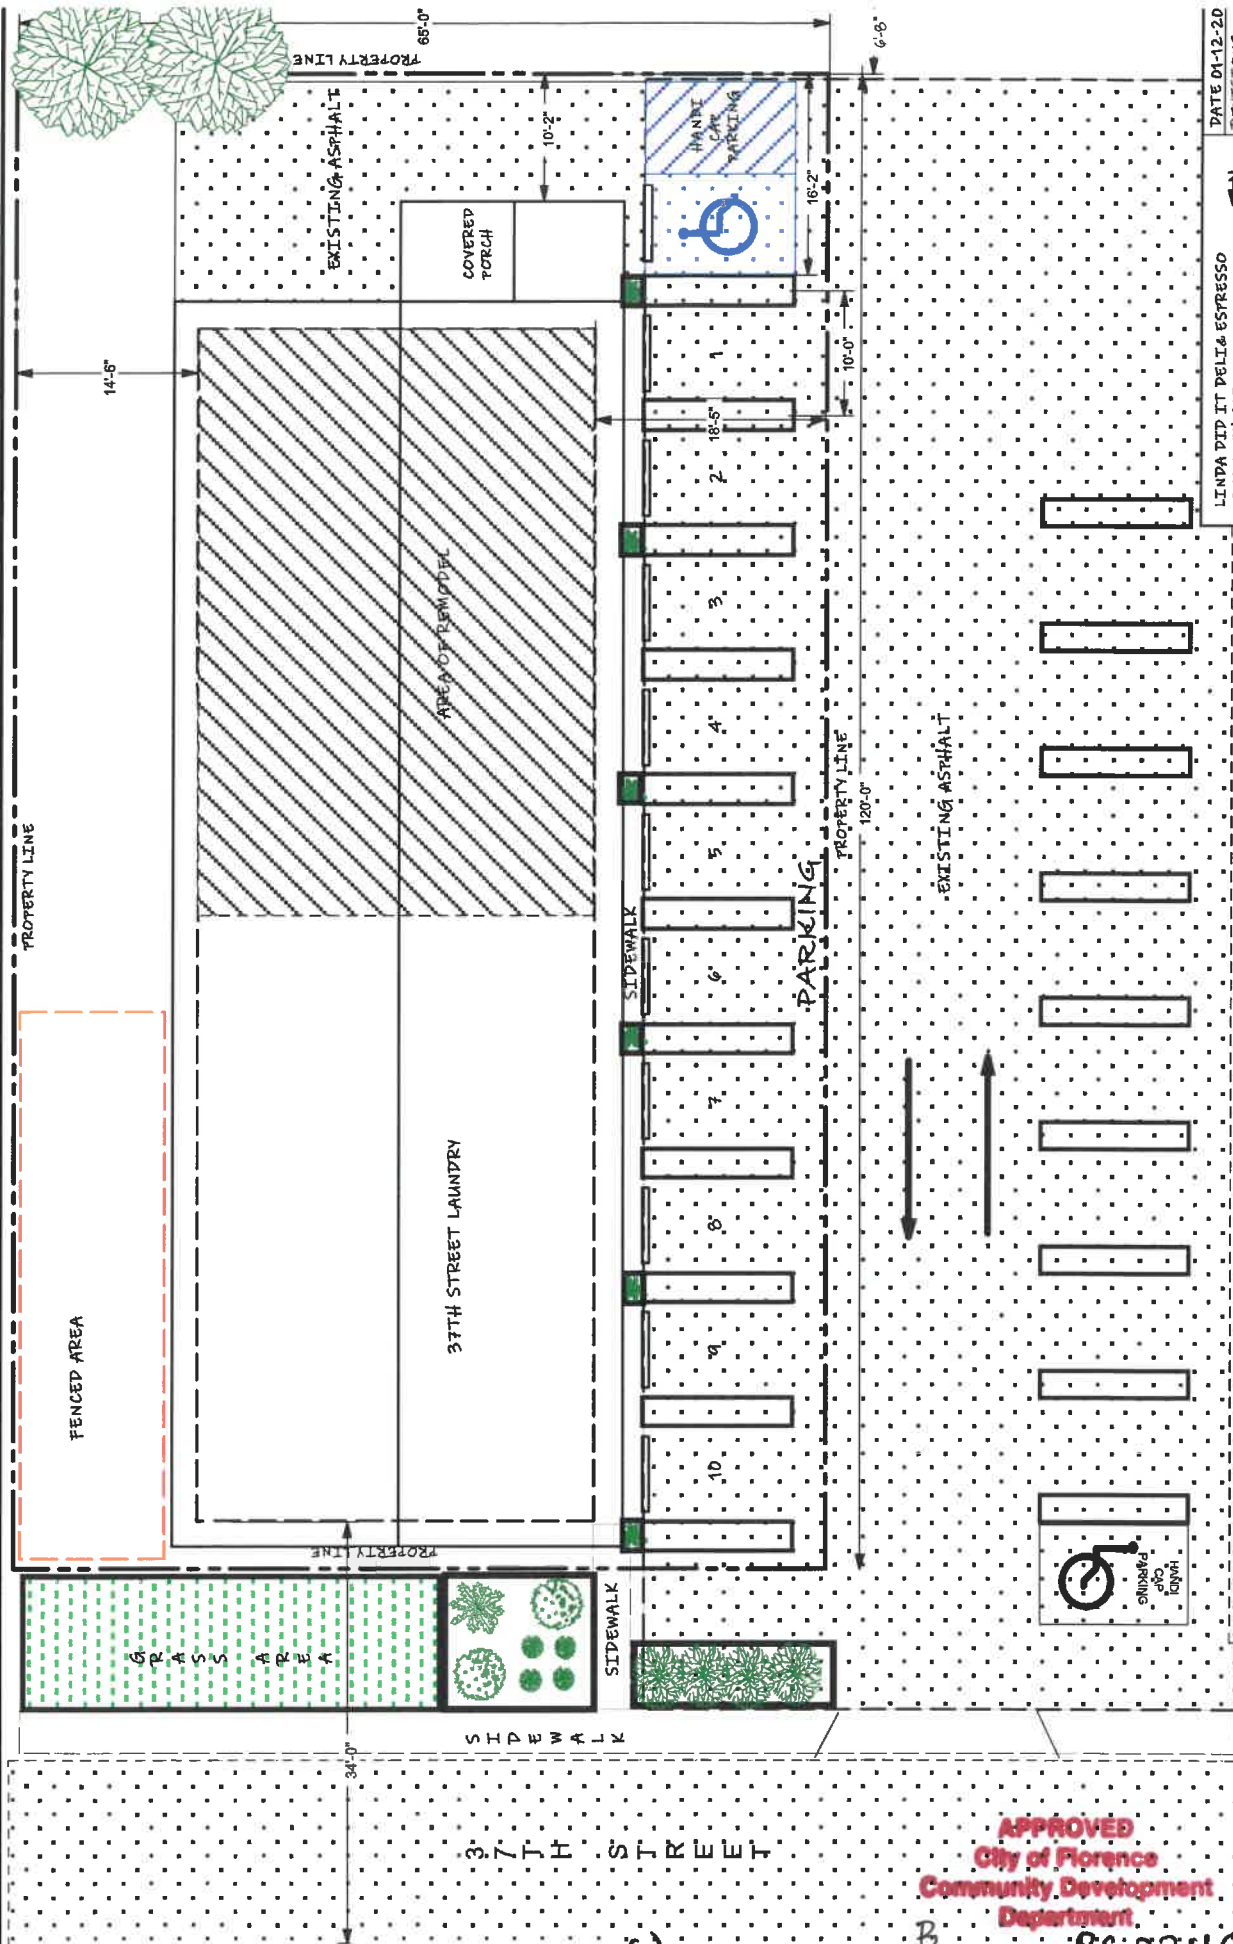 65'-0"
PROPERTY LINE
6'-8"
DATE 01-12-20
EXISTING ASPHALT
10'-2"
HANDI
CAP
PARKING
16'-2"
COVERED
PORCH
LINDA DID IT DELI & ESPRESSO
14'-6"
10'-0"
18'-5"
1
2
3
4
5
6
7
8
9
10
AREA OF REMODEL
PROPERTY LINE
PROPERTY LINE
120'-0"
EXISTING ASPHALT
SIDEWALK
PARKING
37TH STREET LAUNDRY
FENCED AREA
PROPERTY LINE
HANDI
CAP
PARKING
GRASS AREA
SIDEWALK
SIDEWALK
34'-0"
37TH STREET
APPROVED
City of Florence
Community Development
Department